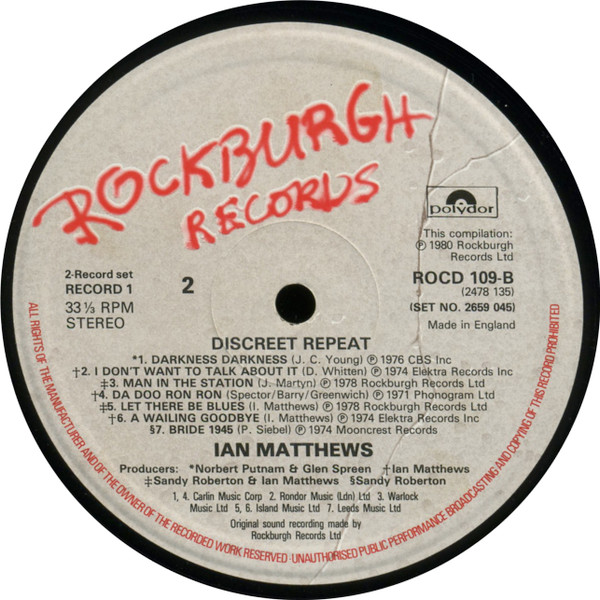 ROCKBURGH
RECORDS
polydor
This compilation:
℗ 1980 Rockburgh
Records Ltd
2-Record set
RECORD 1
2
33⅓ RPM
STEREO
ROCD 109-B
(2478 135)
(SET NO. 2659 045)
Made in England
DISCREET REPEAT
*1. DARKNESS DARKNESS (J. C. Young) ℗ 1976 CBS Inc
†2. I DON'T WANT TO TALK ABOUT IT (D. Whitten) ℗ 1974 Elektra Records Inc
‡3. MAN IN THE STATION (J. Martyn) ℗ 1978 Rockburgh Records Ltd
†4. DA DOO RON RON (Spector/Barry/Greenwich) ℗ 1971 Phonogram Ltd
‡5. LET THERE BE BLUES (I. Matthews) ℗ 1978 Rockburgh Records Ltd
†6. A WAILING GOODBYE (I. Matthews) ℗ 1974 Elektra Records Inc
§7. BRIDE 1945 (P. Siebel) ℗ 1974 Mooncrest Records
IAN MATTHEWS
Producers: *Norbert Putnam & Glen Spreen †Ian Matthews
‡Sandy Roberton & Ian Matthews §Sandy Roberton
1, 4. Carlin Music Corp 2. Rondor Music (Ldn) Ltd 3. Warlock
Music Ltd 5, 6. Island Music 7. Leeds Music Ltd
Original sound recording made by
Rockburgh Records Ltd
ALL RIGHTS OF THE MANUFACTURER AND OF THE OWNER OF THE RECORDED WORK RESERVED · UNAUTHORISED PUBLIC PERFORMANCE BROADCASTING AND COPYING OF THIS RECORD PROHIBITED